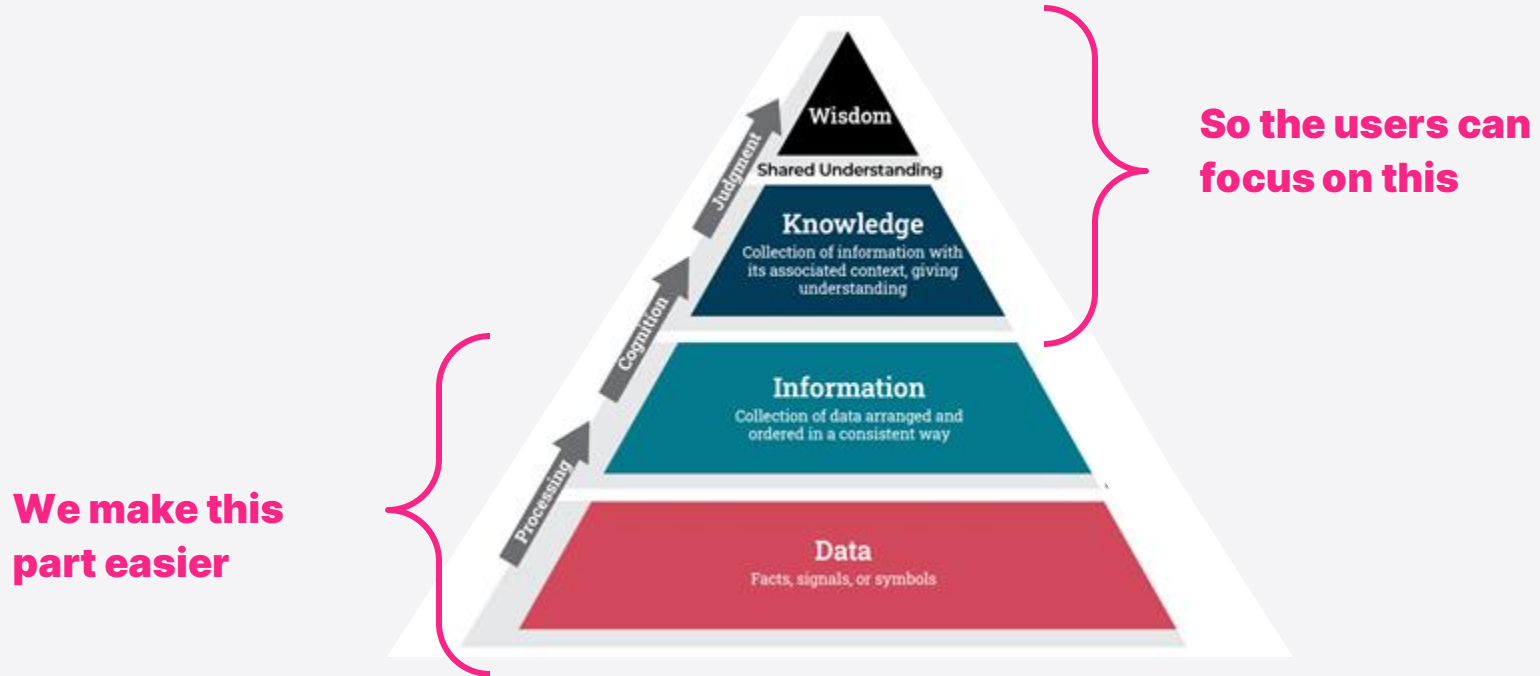 Wisdom
So the users can
focus on this
Judgment
Shared Understanding
Knowledge
Collection of information with
its associated context, giving
understanding
Cognition
Information
Collection of data arranged and
ordered in a consistent way
We make this
part easier
Processing
Data
Facts, signals, or symbols